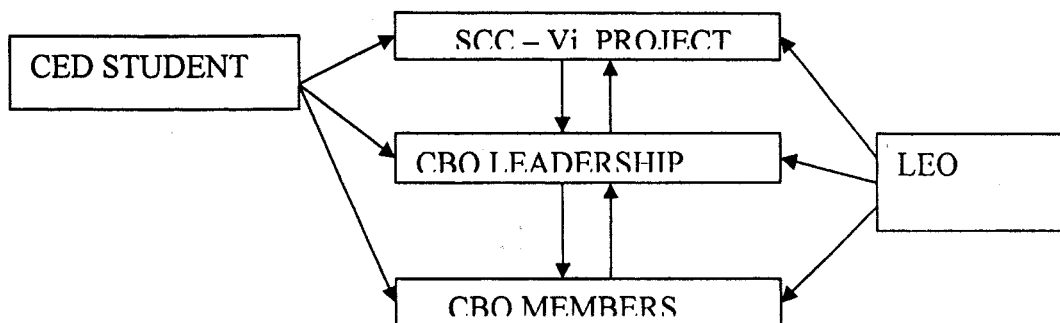 SCC – Vi PROJECT
CED STUDENT
CBO LEADERSHIP
LEO
CBO MEMBERS